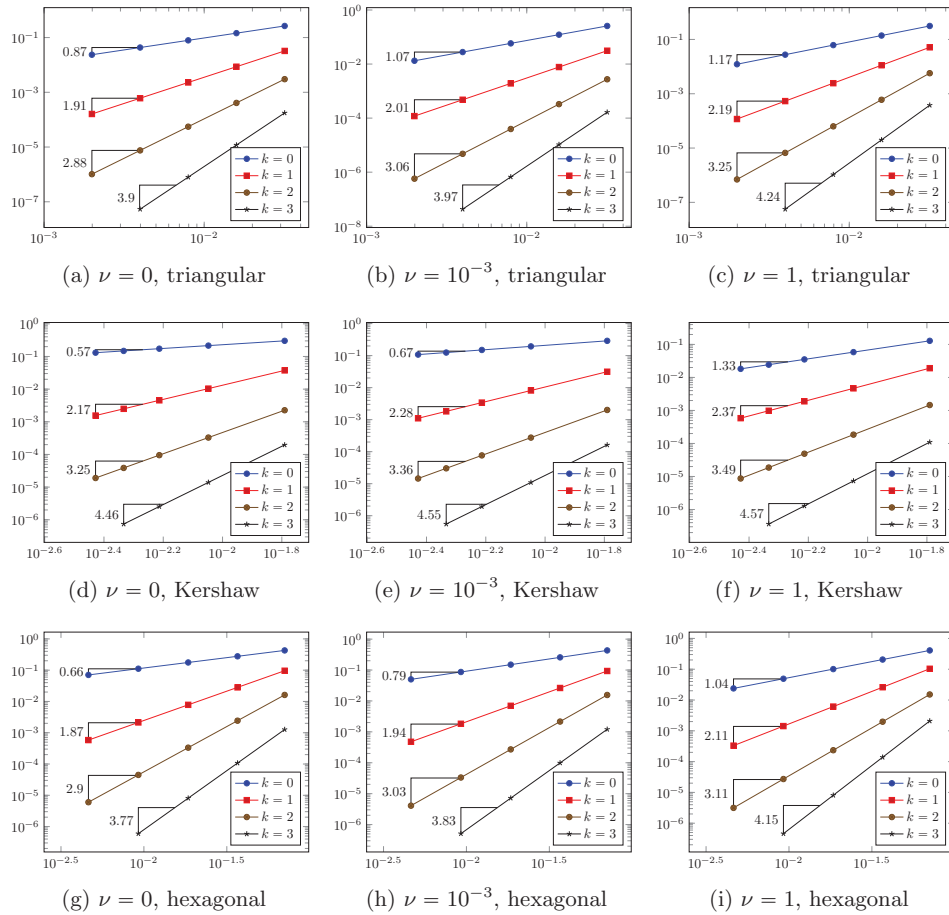 10^−1
10^−3
10^−5
10^−7
0.87
1.91
2.88
3.9
k = 0
k = 1
k = 2
k = 3
10^−3
10^−2
(a) ν = 0, triangular
10^0
10^−2
10^−4
10^−6
10^−8
1.07
2.01
3.06
3.97
k = 0
k = 1
k = 2
k = 3
10^−3
10^−2
(b) ν = 10^−3, triangular
10^−1
10^−3
10^−5
10^−7
1.17
2.19
3.25
4.24
k = 0
k = 1
k = 2
k = 3
10^−3
10^−2
(c) ν = 1, triangular
10^0
10^−1
10^−2
10^−3
10^−4
10^−5
10^−6
0.57
2.17
3.25
4.46
k = 0
k = 1
k = 2
k = 3
10^−2.6
10^−2.4
10^−2.2
10^−2
10^−1.8
(d) ν = 0, Kershaw
10^0
10^−1
10^−2
10^−3
10^−4
10^−5
10^−6
0.67
2.28
3.36
4.55
k = 0
k = 1
k = 2
k = 3
10^−2.6
10^−2.4
10^−2.2
10^−2
10^−1.8
(e) ν = 10^−3, Kershaw
10^−1
10^−2
10^−3
10^−4
10^−5
10^−6
1.33
2.37
3.49
4.57
k = 0
k = 1
k = 2
k = 3
10^−2.6
10^−2.4
10^−2.2
10^−2
10^−1.8
(f) ν = 1, Kershaw
10^0
10^−1
10^−2
10^−3
10^−4
10^−5
10^−6
0.66
1.87
2.9
3.77
k = 0
k = 1
k = 2
k = 3
10^−2.5
10^−2
10^−1.5
(g) ν = 0, hexagonal
10^0
10^−1
10^−2
10^−3
10^−4
10^−5
10^−6
0.79
1.94
3.03
3.83
k = 0
k = 1
k = 2
k = 3
10^−2.5
10^−2
10^−1.5
(h) ν = 10^−3, hexagonal
10^0
10^−1
10^−2
10^−3
10^−4
10^−5
10^−6
1.04
2.11
3.11
4.15
k = 0
k = 1
k = 2
k = 3
10^−2.5
10^−2
10^−1.5
(i) ν = 1, hexagonal